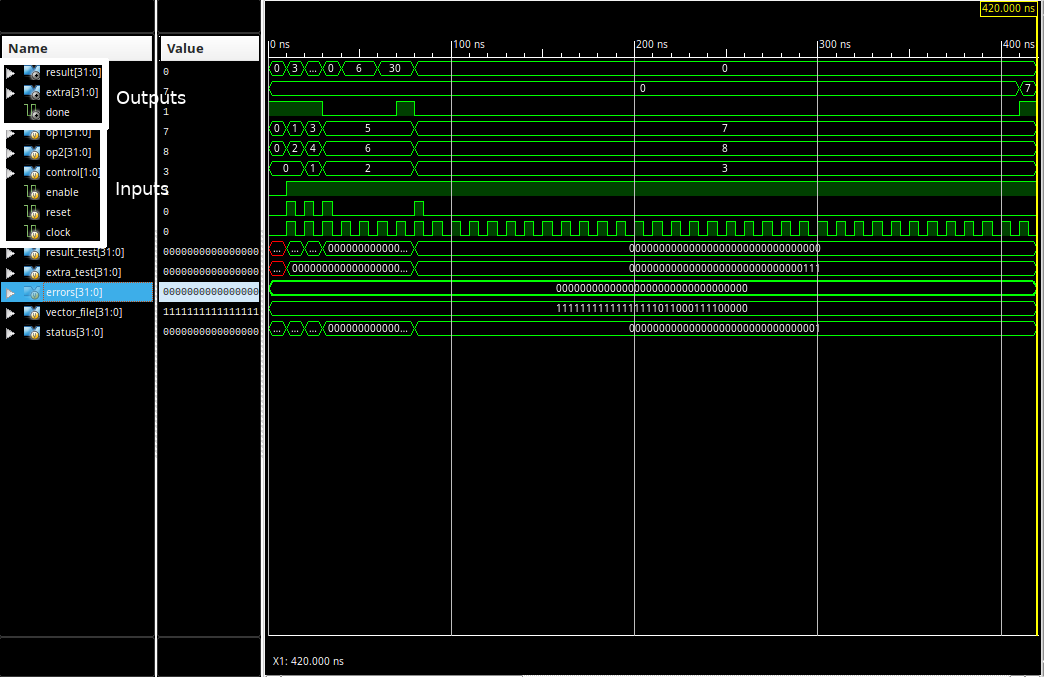 420.000 ns
Name Value
0 ns 100 ns 200 ns 300 ns 400 ns
result[31:0] 0 0 3 ... 0 6 30 0
extra[31:0] 7 0 7
Outputs
done 1
op1[31:0] 7 0 1 3 5 7
op2[31:0] 8 0 2 4 6 8
control[1:0] 3 0 1 2 3
Inputs
enable
reset 0
clock 0
result_test[31:0] 0000000000000000 ... ... ... 000000000000... 00000000000000000000000000000000
extra_test[31:0] 0000000000000000 ... 0000000000000000... 00000000000000000000000000000111
errors[31:0] 0000000000000000 00000000000000000000000000000000
vector_file[31:0] 1111111111111111 11111111111111111011000111100000
status[31:0] 0000000000000000 ... ... ... 000000000000... 00000000000000000000000000000001
X1: 420.000 ns